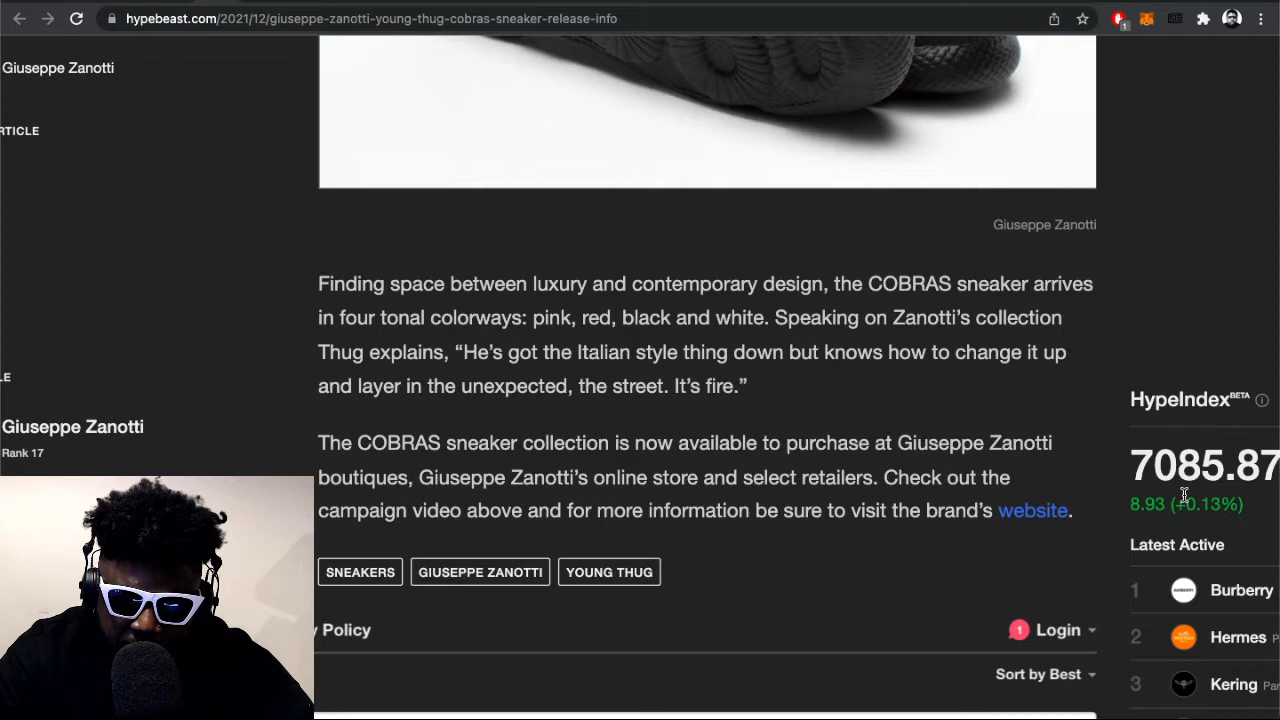 hypebeast.com/2021/12/giuseppe-zanotti-young-thug-cobras-sneaker-release-info
1
Giuseppe Zanotti
RTICLE
Giuseppe Zanotti
Finding space between luxury and contemporary design, the COBRAS sneaker arrives
in four tonal colorways: pink, red, black and white. Speaking on Zanotti’s collection
Thug explains, “He’s got the Italian style thing down but knows how to change it up
and layer in the unexpected, the street. It’s fire.”
LE
Giuseppe Zanotti
Rank 17
The COBRAS sneaker collection is now available to purchase at Giuseppe Zanotti
boutiques, Giuseppe Zanotti’s online store and select retailers. Check out the
campaign video above and for more information be sure to visit the brand’s website.
SNEAKERS GIUSEPPE ZANOTTI YOUNG THUG
y Policy
1 Login
Sort by Best
HypeIndex BETA
7085.87
8.93 (+0.13%)
Latest Active
1 Burberry
2 Hermes P
3 Kering Par